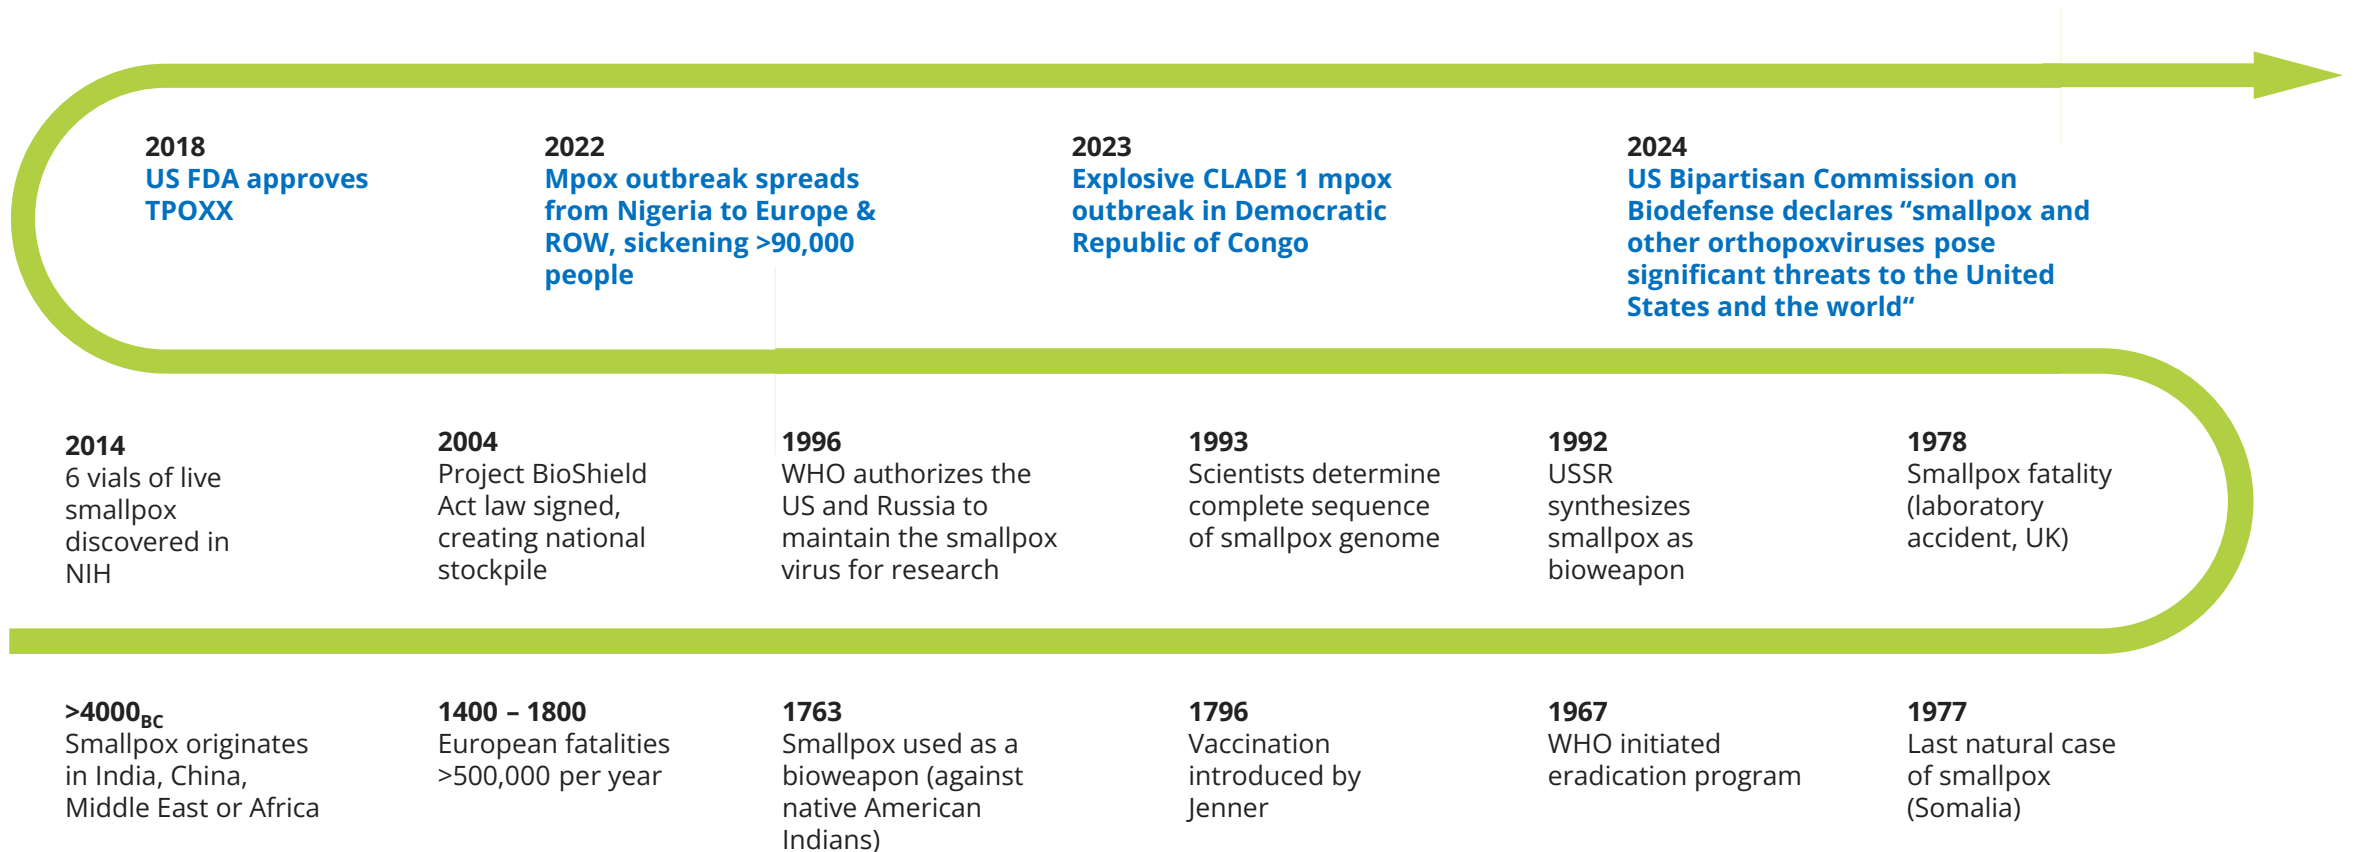 2018
US FDA approves
TPOXX
2022
Mpox outbreak spreads
from Nigeria to Europe &
ROW, sickening >90,000
people
2023
Explosive CLADE 1 mpox
outbreak in Democratic
Republic of Congo
2024
US Bipartisan Commission on
Biodefense declares “smallpox and
other orthopoxviruses pose
significant threats to the United
States and the world“
2014
6 vials of live
smallpox
discovered in
NIH
2004
Project BioShield
Act law signed,
creating national
stockpile
1996
WHO authorizes the
US and Russia to
maintain the smallpox
virus for research
1993
Scientists determine
complete sequence
of smallpox genome
1992
USSR
synthesizes
smallpox as
bioweapon
1978
Smallpox fatality
(laboratory
accident, UK)
>4000BC
Smallpox originates
in India, China,
Middle East or Africa
1400 – 1800
European fatalities
>500,000 per year
1763
Smallpox used as a
bioweapon (against
native American
Indians)
1796
Vaccination
introduced by
Jenner
1967
WHO initiated
eradication program
1977
Last natural case
of smallpox
(Somalia)